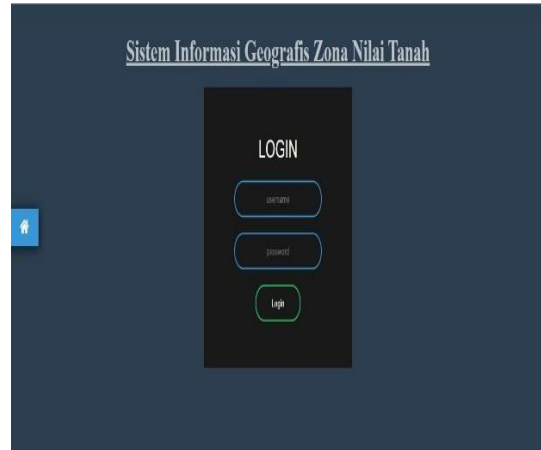 Sistem Informasi Geografis Zona Nilai Tanah
LOGIN
username
password
Login